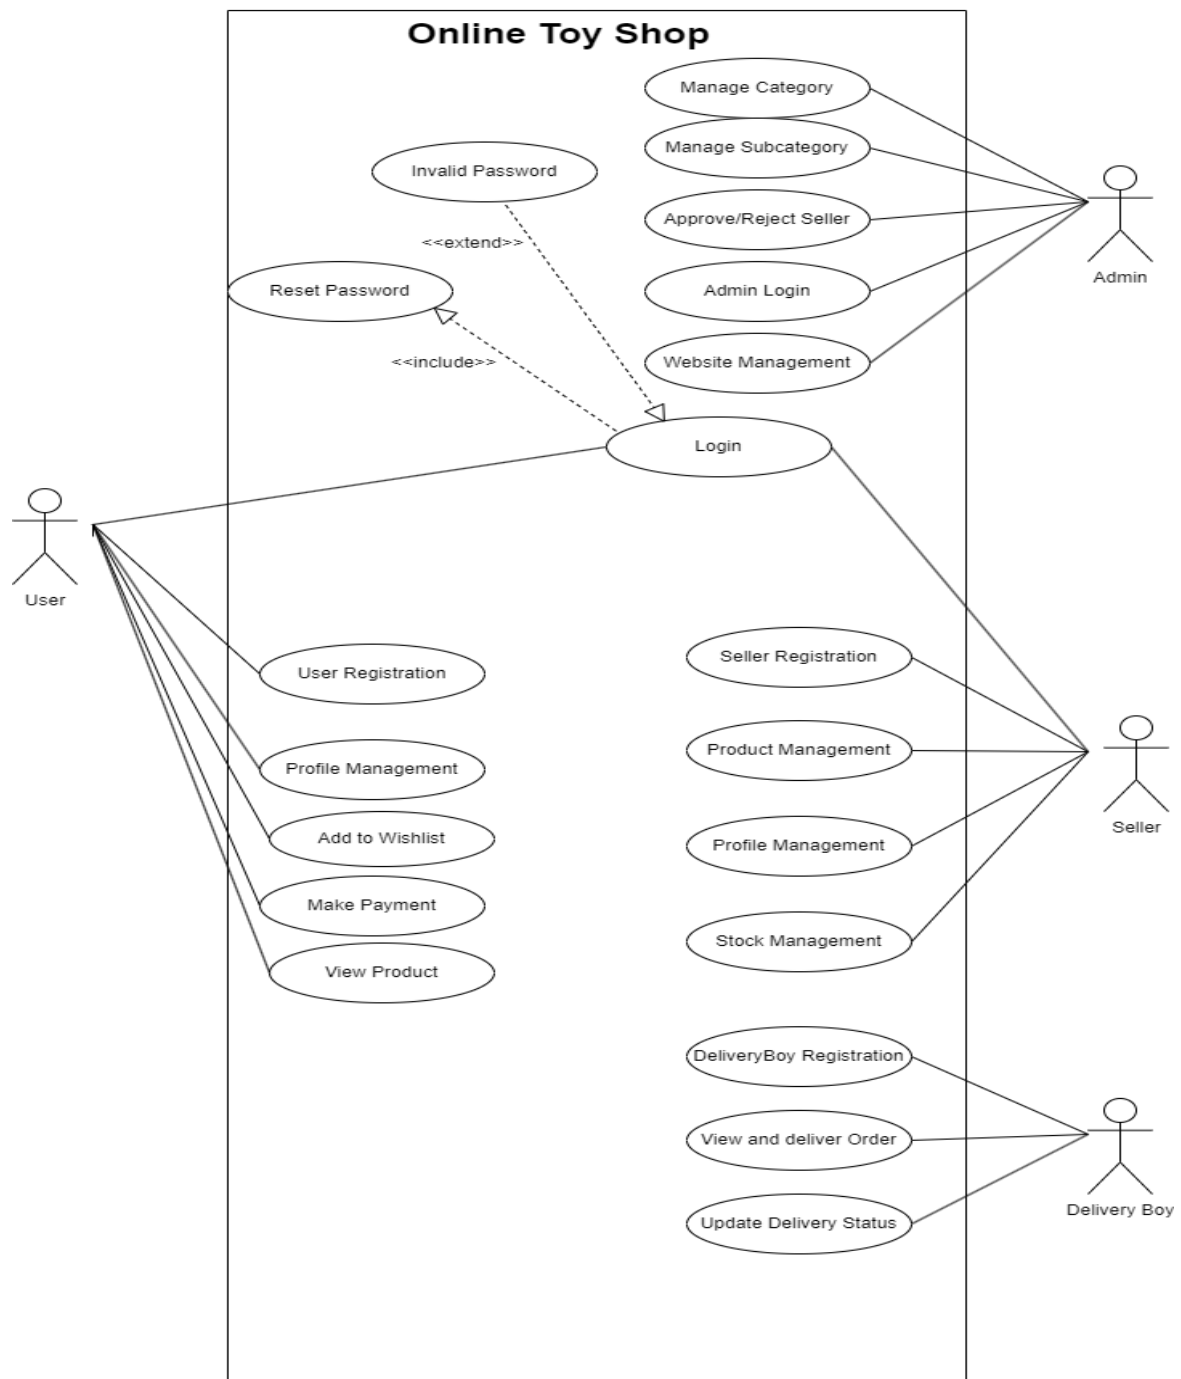 Online Toy Shop
Manage Category
Manage Subcategory
Invalid Password
Approve/Reject Seller
<<extend>>
Admin
Reset Password
Admin Login
<<include>>
Website Management
Login
User
User Registration
Seller Registration
Product Management
Profile Management
Add to Wishlist
Seller
Profile Management
Make Payment
Stock Management
View Product
DeliveryBoy Registration
View and deliver Order
Delivery Boy
Update Delivery Status